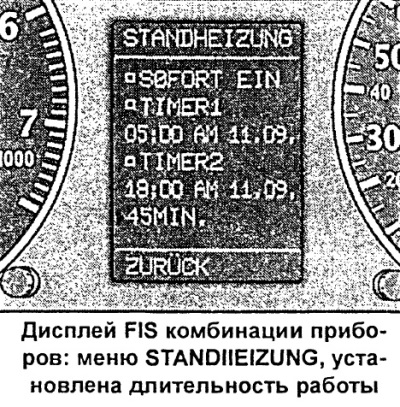 6
7
1000
50
40
30
20
STANDHEIZUNG
SOFORT EIN
TIMER1
05:00 AM 11.09,
TIMER2
18:00 AM 11.09,
45MIN.
ZURÜCK
Дисплей FIS комбинации прибо-
ров: меню STANDIIEIZUNG, уста-
новлена длительность работы